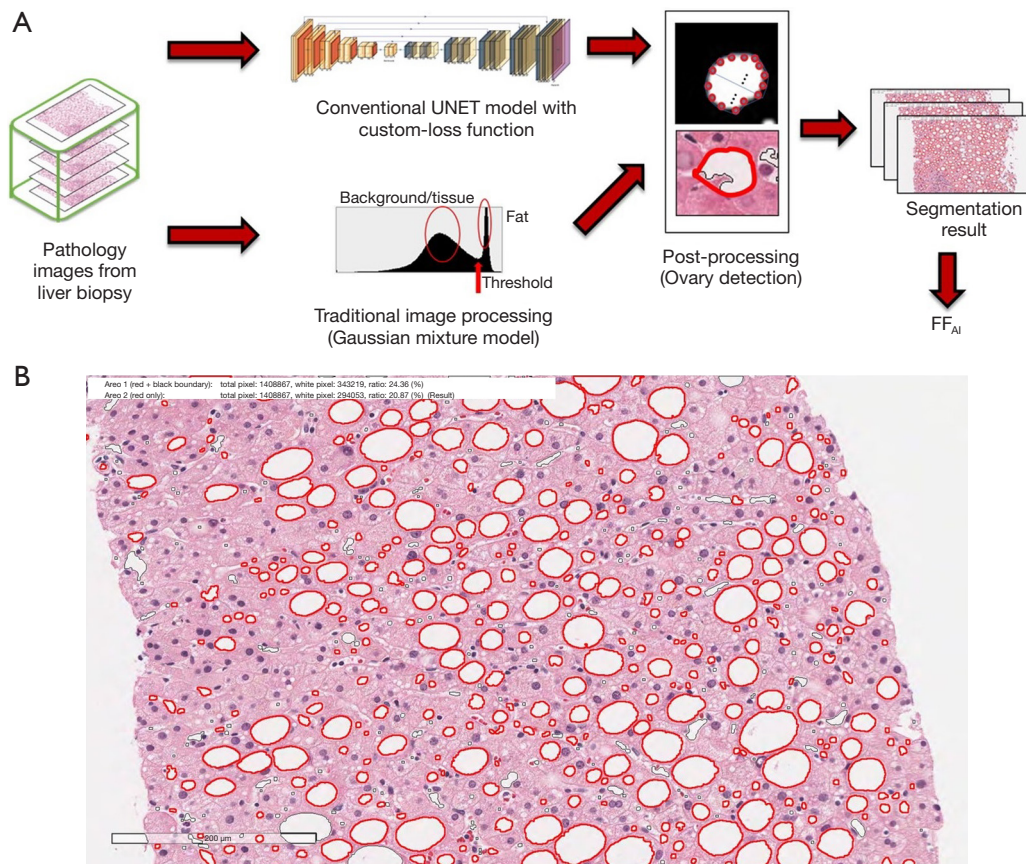 A
Conventional UNET model with
custom-loss function
Background/tissue
Fat
Threshold
Pathology
images from
liver biopsy
Traditional image processing
(Gaussian mixture model)
Post-processing
(Ovary detection)
Segmentation
result
FFAI
B
Areo 1 (red + black boundary): total pixel: 1408867, white pixel: 343219, ratio: 24.36 (%)
Areo 2 (red only): total pixel: 1408867, white pixel: 294053, ratio: 20.87 (%) (Result)
200 μm